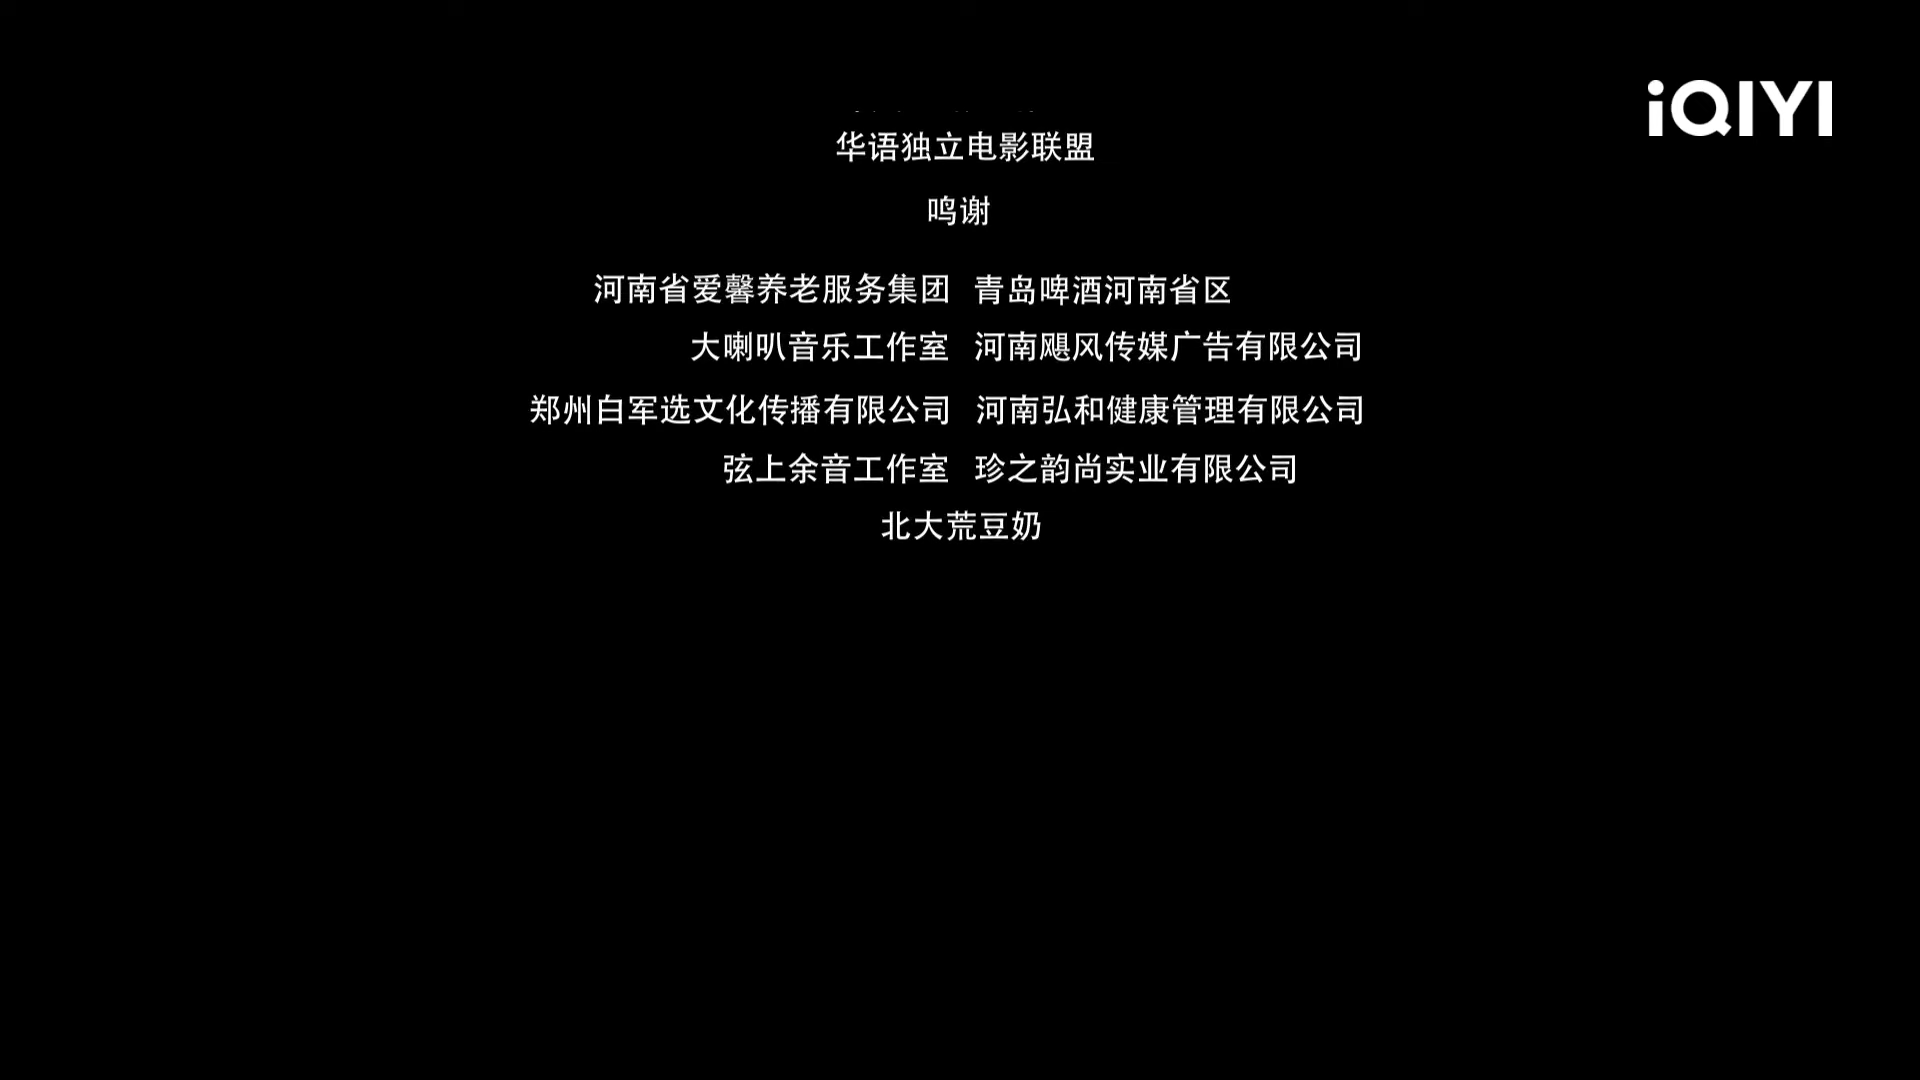 iQIYI
华语独立电影联盟
鸣谢
河南省爱馨养老服务集团 青岛啤酒河南省区
大喇叭音乐工作室 河南飓风传媒广告有限公司
郑州白军选文化传播有限公司 河南弘和健康管理有限公司
弦上余音工作室 珍之韵尚实业有限公司
北大荒豆奶